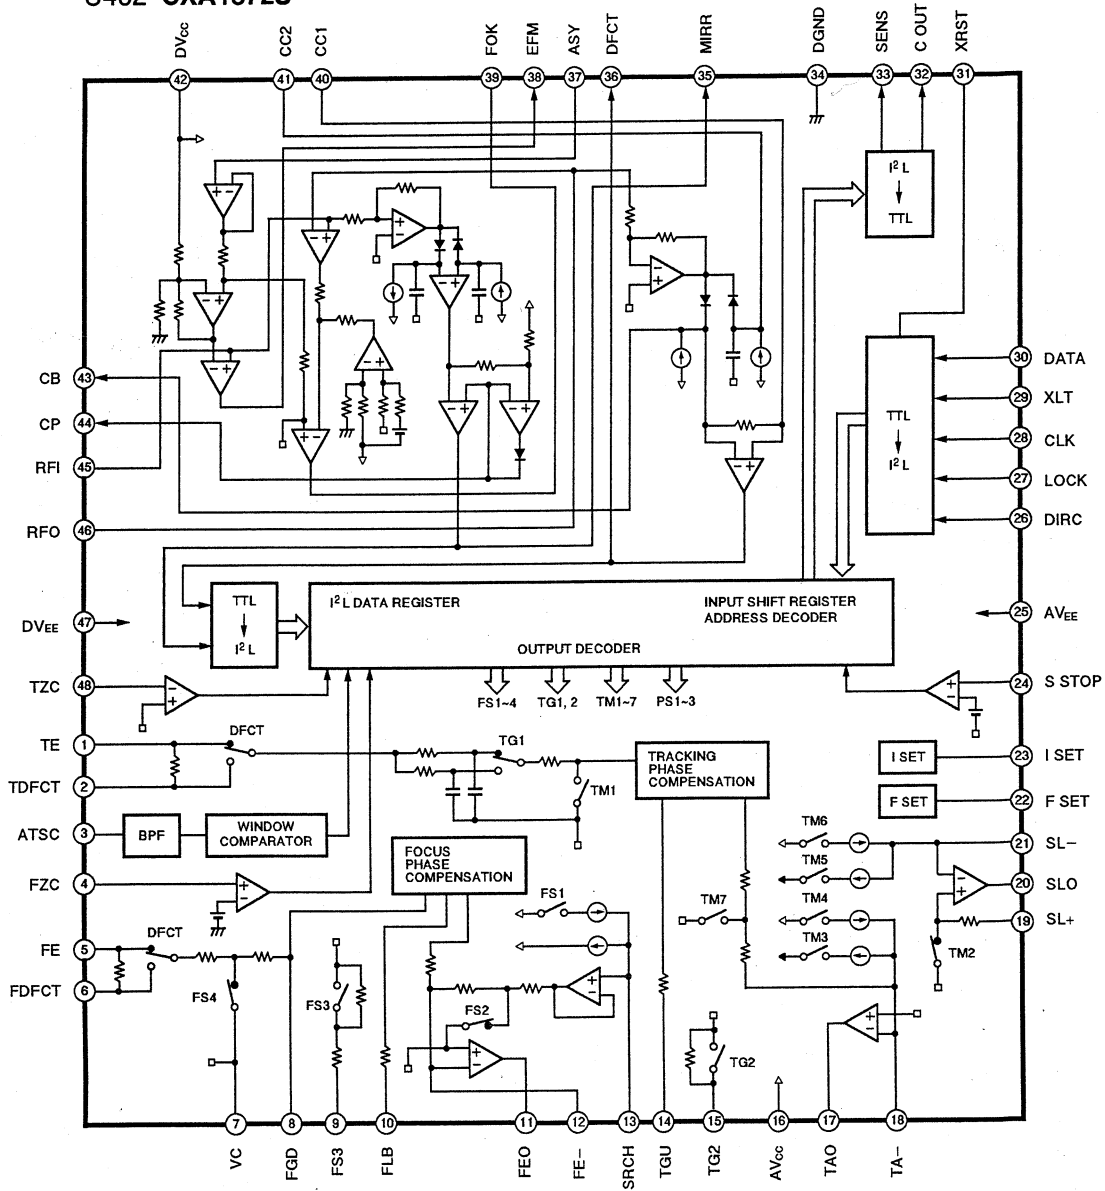 DVCC
CC2
CC1
FOK
EFM
ASY
DFCT
MIRR
DGND
SENS
C OUT
XRST
42
41
40
39
38
37
36
35
34
33
32
31
I²L
TTL
CB 43
CP 44
RFI 45
RFO 46
DVEE 47
TZC 48
TE 1
TDFCT 2
ATSC 3
FZC 4
FE 5
FDFCT 6
30 DATA
29 XLT
28 CLK
27 LOCK
26 DIRC
25 AVEE
24 S STOP
23 I SET
22 F SET
21 SL−
20 SLO
19 SL+
TTL
I²L
TTL
I²L
I²L DATA REGISTER
INPUT SHIFT REGISTER
ADDRESS DECODER
OUTPUT DECODER
FS1~4
TG1, 2
TM1~7
PS1~3
DFCT
TG1
TM1
TRACKING
PHASE
COMPENSATION
I SET
F SET
BPF
WINDOW
COMPARATOR
FOCUS
PHASE
COMPENSATION
TM6
TM5
TM4
TM3
TM7
TM2
FS1
DFCT
FS4
FS3
FS2
TG2
7
8
9
10
11
12
13
14
15
16
17
18
VC
FGD
FS3
FLB
FEO
FE−
SRCH
TGU
TG2
AVCC
TAO
TA−